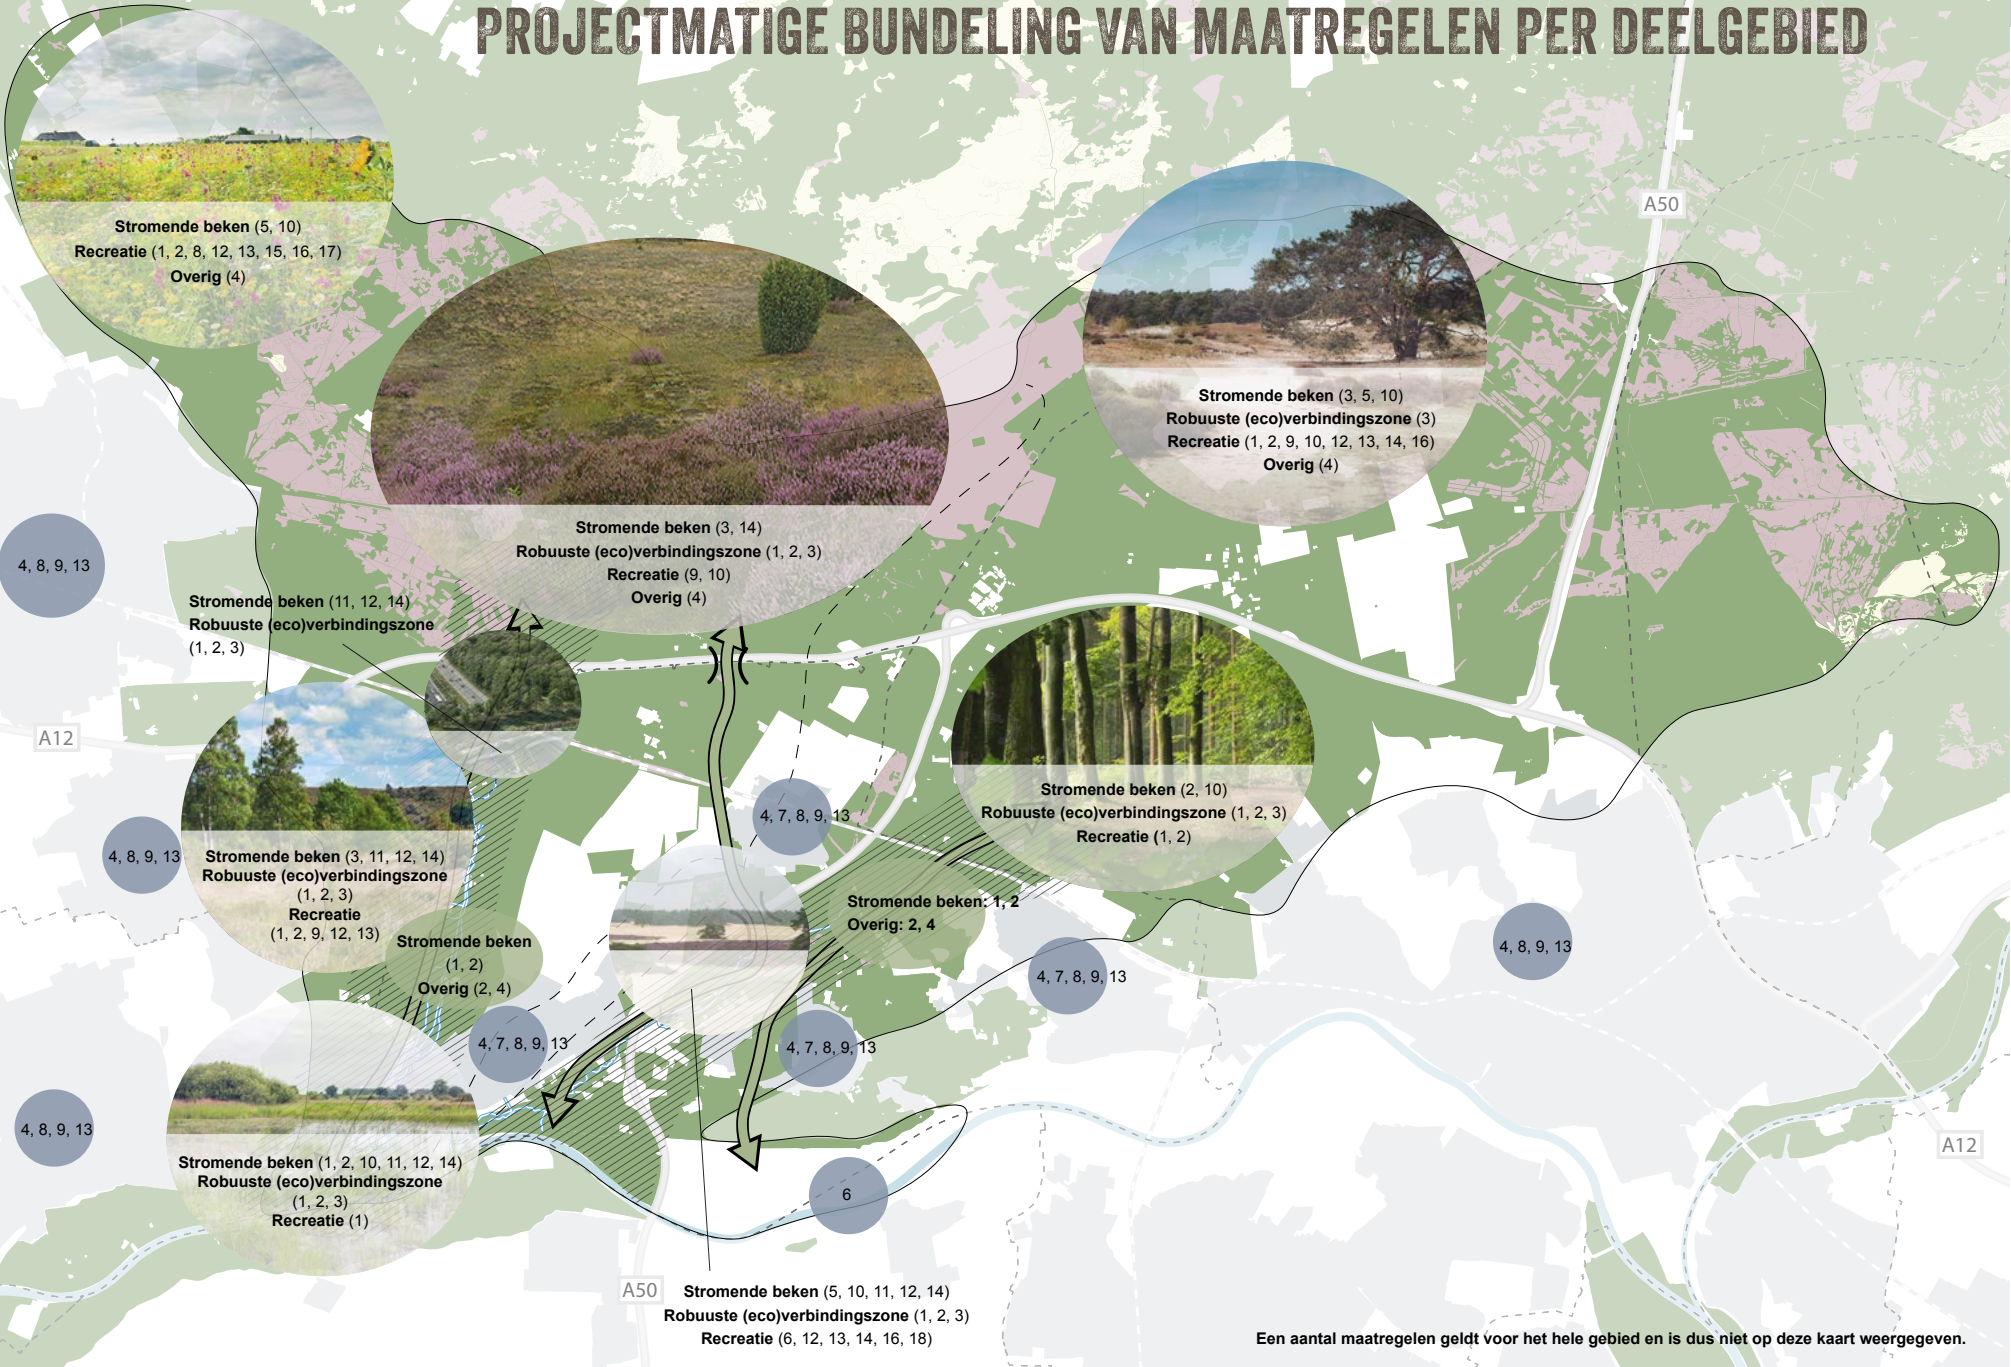 PROJECTMATIGE BUNDELING VAN MAATREGELEN PER DEELGEBIED
Stromende beken (5, 10)
Recreatie (1, 2, 8, 12, 13, 15, 16, 17)
Overig (4)
A50
Stromende beken (3, 5, 10)
Robuuste (eco)verbindingszone (3)
Recreatie (1, 2, 9, 10, 12, 13, 14, 16)
Overig (4)
Stromende beken (3, 14)
Robuuste (eco)verbindingszone (1, 2, 3)
Recreatie (9, 10)
Overig (4)
4, 8, 9, 13
Stromende beken (11, 12, 14)
Robuuste (eco)verbindingszone
(1, 2, 3)
A12
Stromende beken (2, 10)
Robuuste (eco)verbindingszone (1, 2, 3)
Recreatie (1, 2)
4, 7, 8, 9, 13
4, 8, 9, 13
Stromende beken (3, 11, 12, 14)
Robuuste (eco)verbindingszone
(1, 2, 3)
Recreatie
(1, 2, 9, 12, 13)
Stromende beken: 1, 2
Overig: 2, 4
Stromende beken
(1, 2)
Overig (2, 4)
4, 8, 9, 13
4, 7, 8, 9, 13
4, 7, 8, 9, 13
4, 7, 8, 9, 13
4, 8, 9, 13
A12
Stromende beken (1, 2, 10, 11, 12, 14)
Robuuste (eco)verbindingszone
(1, 2, 3)
Recreatie (1)
6
A50
Stromende beken (5, 10, 11, 12, 14)
Robuuste (eco)verbindingszone (1, 2, 3)
Recreatie (6, 12, 13, 14, 16, 18)
Een aantal maatregelen geldt voor het hele gebied en is dus niet op deze kaart weergegeven.